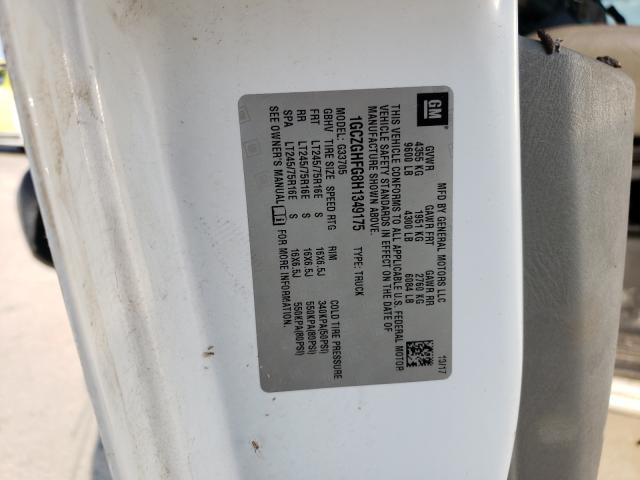 GM
MFD BY GENERAL MOTORS LLC
10/17
GVWR GAWR FRT GAWR RR
4355 KG 1951 KG 2760 KG
9600 LB 4300 LB 6084 LB
THIS VEHICLE CONFORMS TO ALL APPLICABLE U.S. FEDERAL MOTOR
VEHICLE SAFETY STANDARDS IN EFFECT ON THE DATE OF
MANUFACTURE SHOWN ABOVE.
1GCZGHFG8H1349175 TYPE: TRUCK
MODEL: G33705
GBHV TIRE SIZE SPEED RTG RIM COLD TIRE PRESSURE
FRT LT245/75R16E S 16X6.5J 340KPA(50PSI)
RR LT245/75R16E S 16X6.5J 550KPA(80PSI)
SPA LT245/75R16E S 16X6.5J 550KPA(80PSI)
SEE OWNER'S MANUAL FOR MORE INFORMATION.